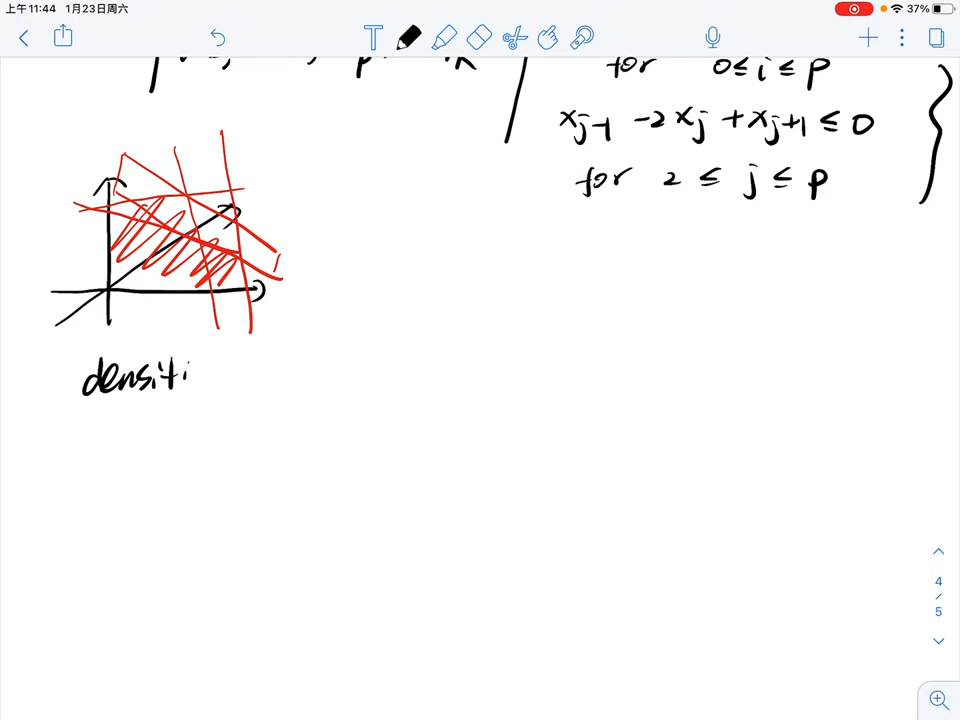 上午11:44 1月23日周六
37%
for 0≤i≤p
xj-1 -2xj +xj+1 ≤0
for 2 ≤ j ≤ p
densiti
4
/
5